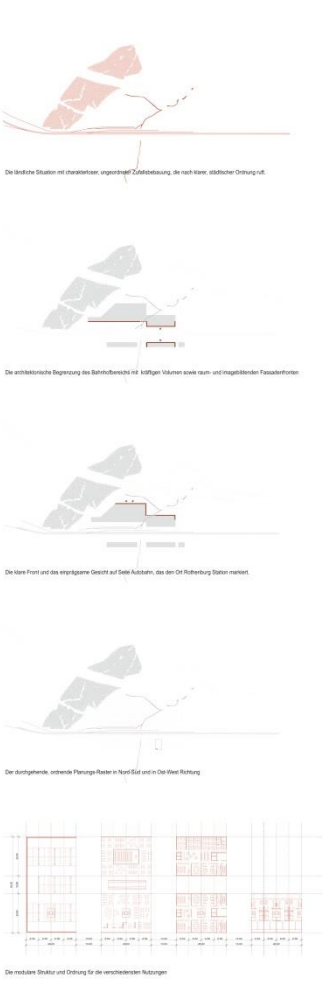 Die ländliche Situation mit charakterloser, ungeordneter Zufallsbebauung, die nach klarer, städtischer Ordnung ruft.
Die architektonische Begrenzung des Bahnhofbereichs mit kräftigen Volumen sowie raum- und imagebildenden Fassadenfronten
Die klare Front und das einprägsame Gesicht auf Seite Autobahn, das den Ort Rothenburg Station markiert.
Der durchgehende, ordnende Planungs-Raster in Nord-Süd und in Ost-West Richtung
Die modulare Struktur und Ordnung für die verschiedensten Nutzungen